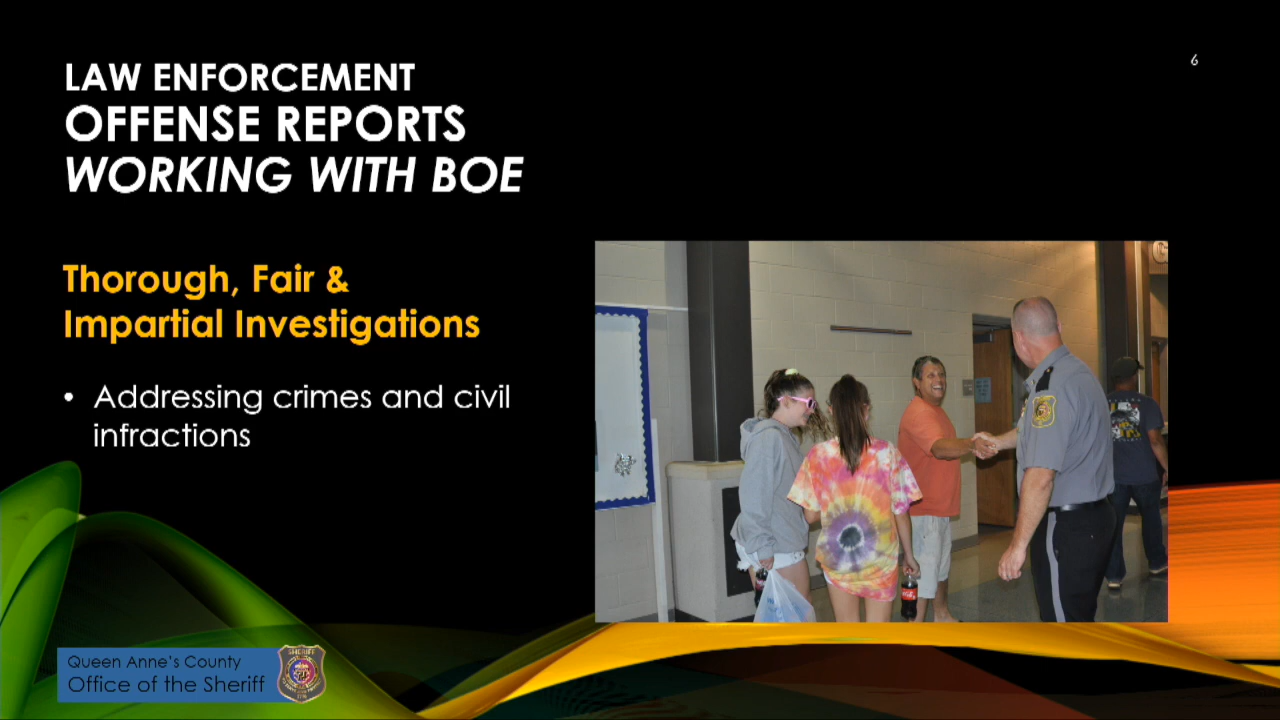 6
LAW ENFORCEMENT
OFFENSE REPORTS
WORKING WITH BOE
Thorough, Fair &
Impartial Investigations
• Addressing crimes and civil
infractions
Queen Anne's County
Office of the Sheriff
SHERIFF